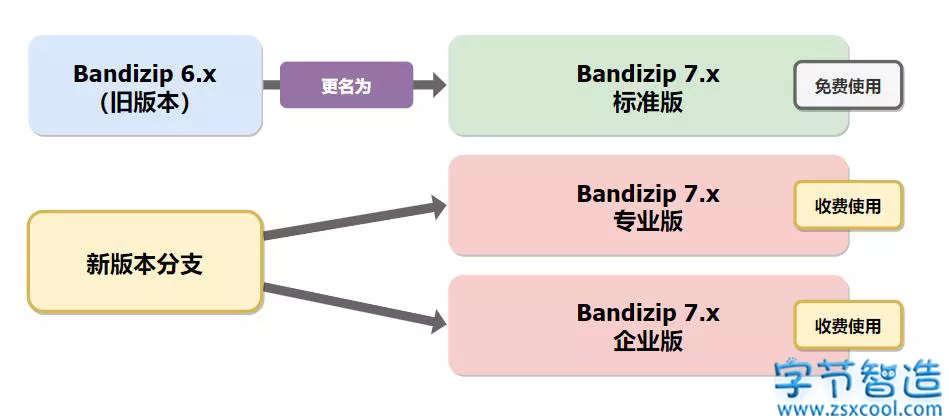 Bandizip 6.x
（旧版本）
更名为
Bandizip 7.x
标准版
免费使用
新版本分支
Bandizip 7.x
专业版
收费使用
Bandizip 7.x
企业版
收费使用
字节智造
www.zsxcool.com